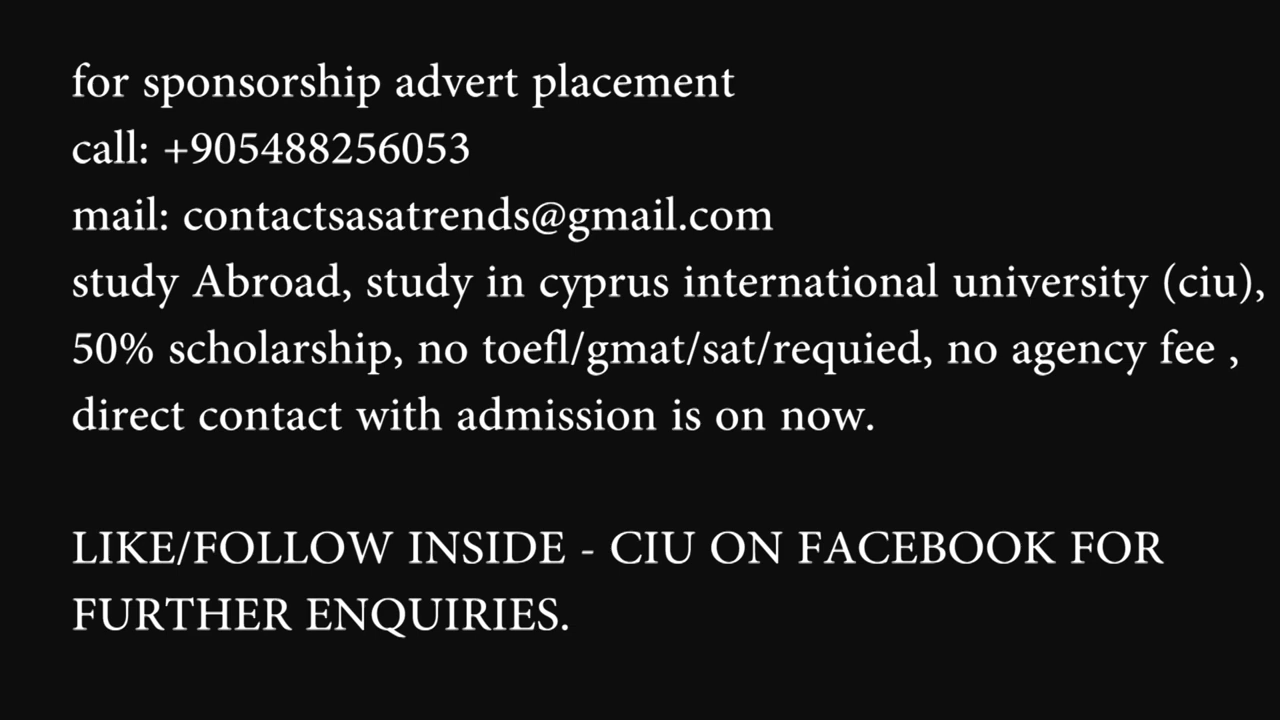 for sponsorship advert placement
call: +905488256053
mail: contactsasatrends@gmail.com
study Abroad, study in cyprus international university (ciu),
50% scholarship, no toefl/gmat/sat/requied, no agency fee ,
direct contact with admission is on now.
LIKE/FOLLOW INSIDE - CIU ON FACEBOOK FOR
FURTHER ENQUIRIES.